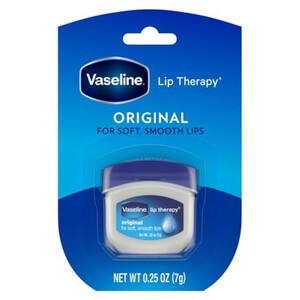 Vaseline Lip Therapy®
ORIGINAL
FOR SOFT, SMOOTH LIPS
Vaseline lip therapy®
original
for soft, smooth lips
NET WT 0.25 OZ (7g)